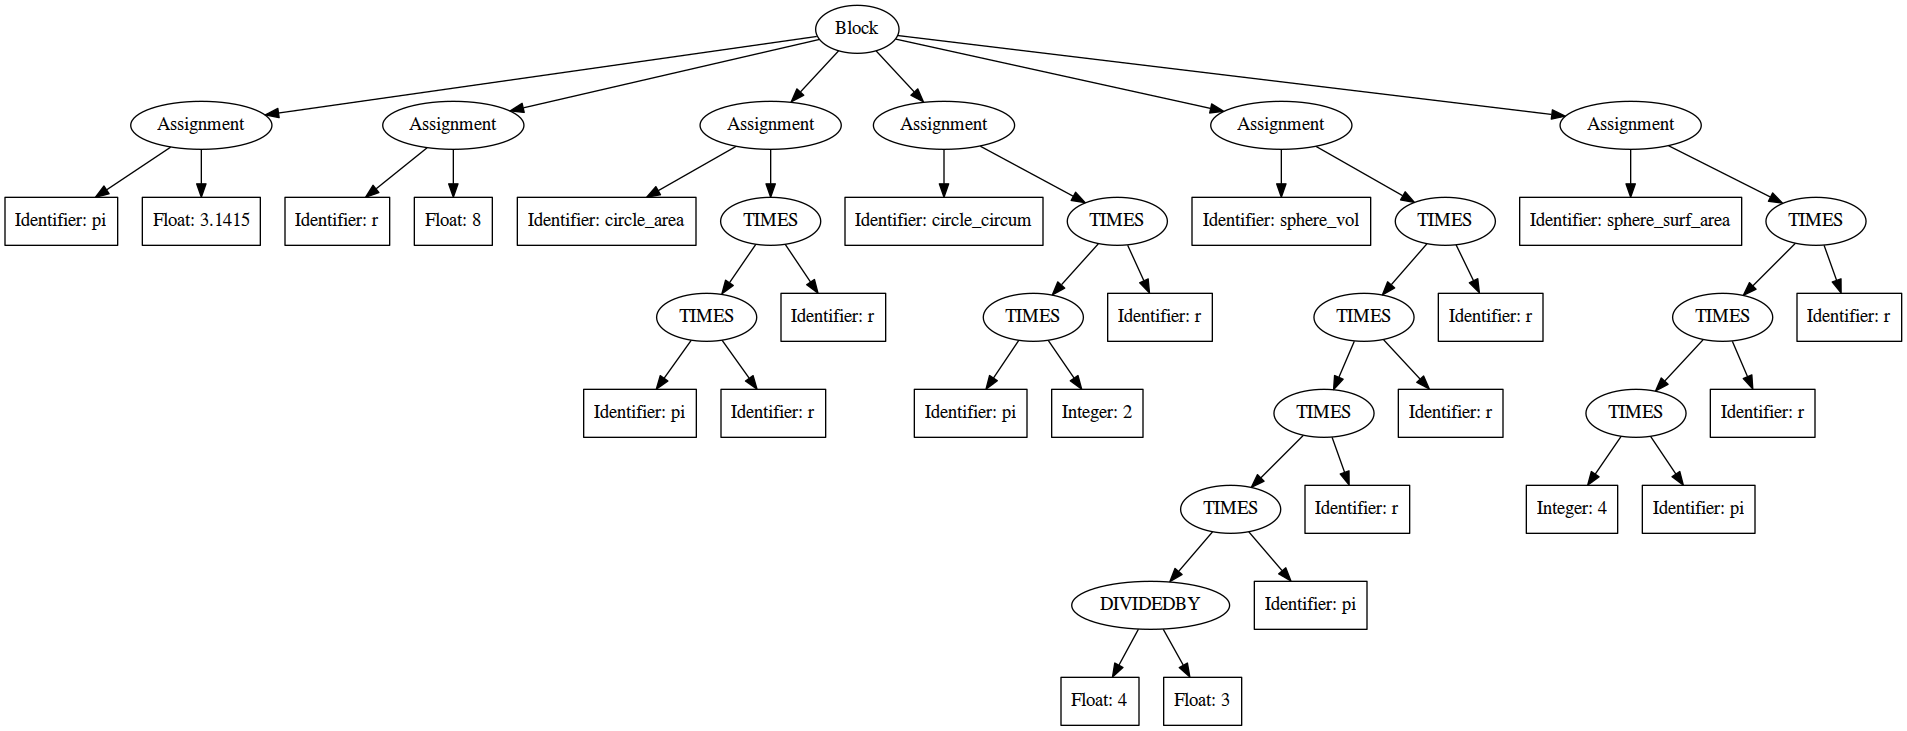 Block
Assignment
Assignment
Assignment
Assignment
Assignment
Assignment
Identifier: pi
Float: 3.1415
Identifier: r
Float: 8
Identifier: circle_area
TIMES
Identifier: circle_circum
TIMES
Identifier: sphere_vol
TIMES
Identifier: sphere_surf_area
TIMES
TIMES
Identifier: r
TIMES
Identifier: r
TIMES
Identifier: r
TIMES
Identifier: r
Identifier: pi
Identifier: r
Identifier: pi
Integer: 2
TIMES
Identifier: r
TIMES
Identifier: r
TIMES
Identifier: r
Integer: 4
Identifier: pi
DIVIDEDBY
Identifier: pi
Float: 4
Float: 3